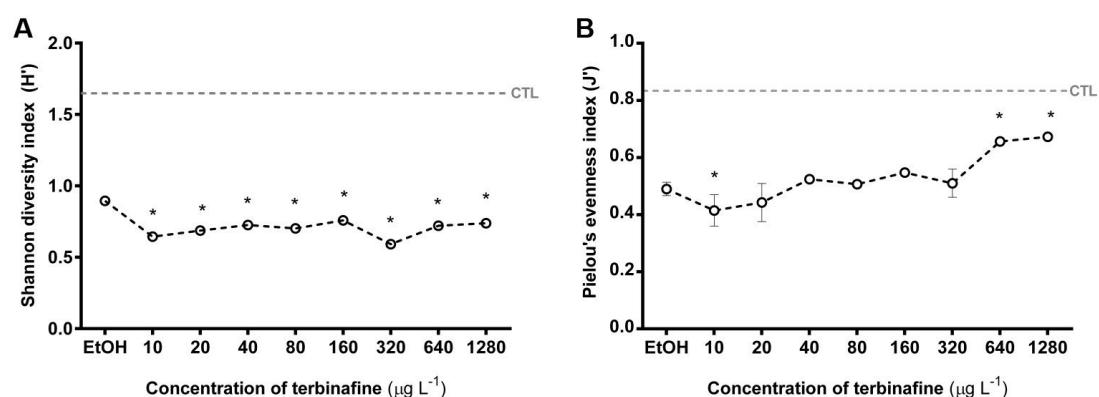 A
Shannon diversity index (H')
2.0
1.5
1.0
0.5
0.0
CTL
* * * * * * * *
EtOH 10 20 40 80 160 320 640 1280
Concentration of terbinafine (µg L-1)
B
Pielou's evenness index (J')
1.0
0.8
0.6
0.4
0.2
0.0
CTL
* * *
EtOH 10 20 40 80 160 320 640 1280
Concentration of terbinafine (µg L-1)